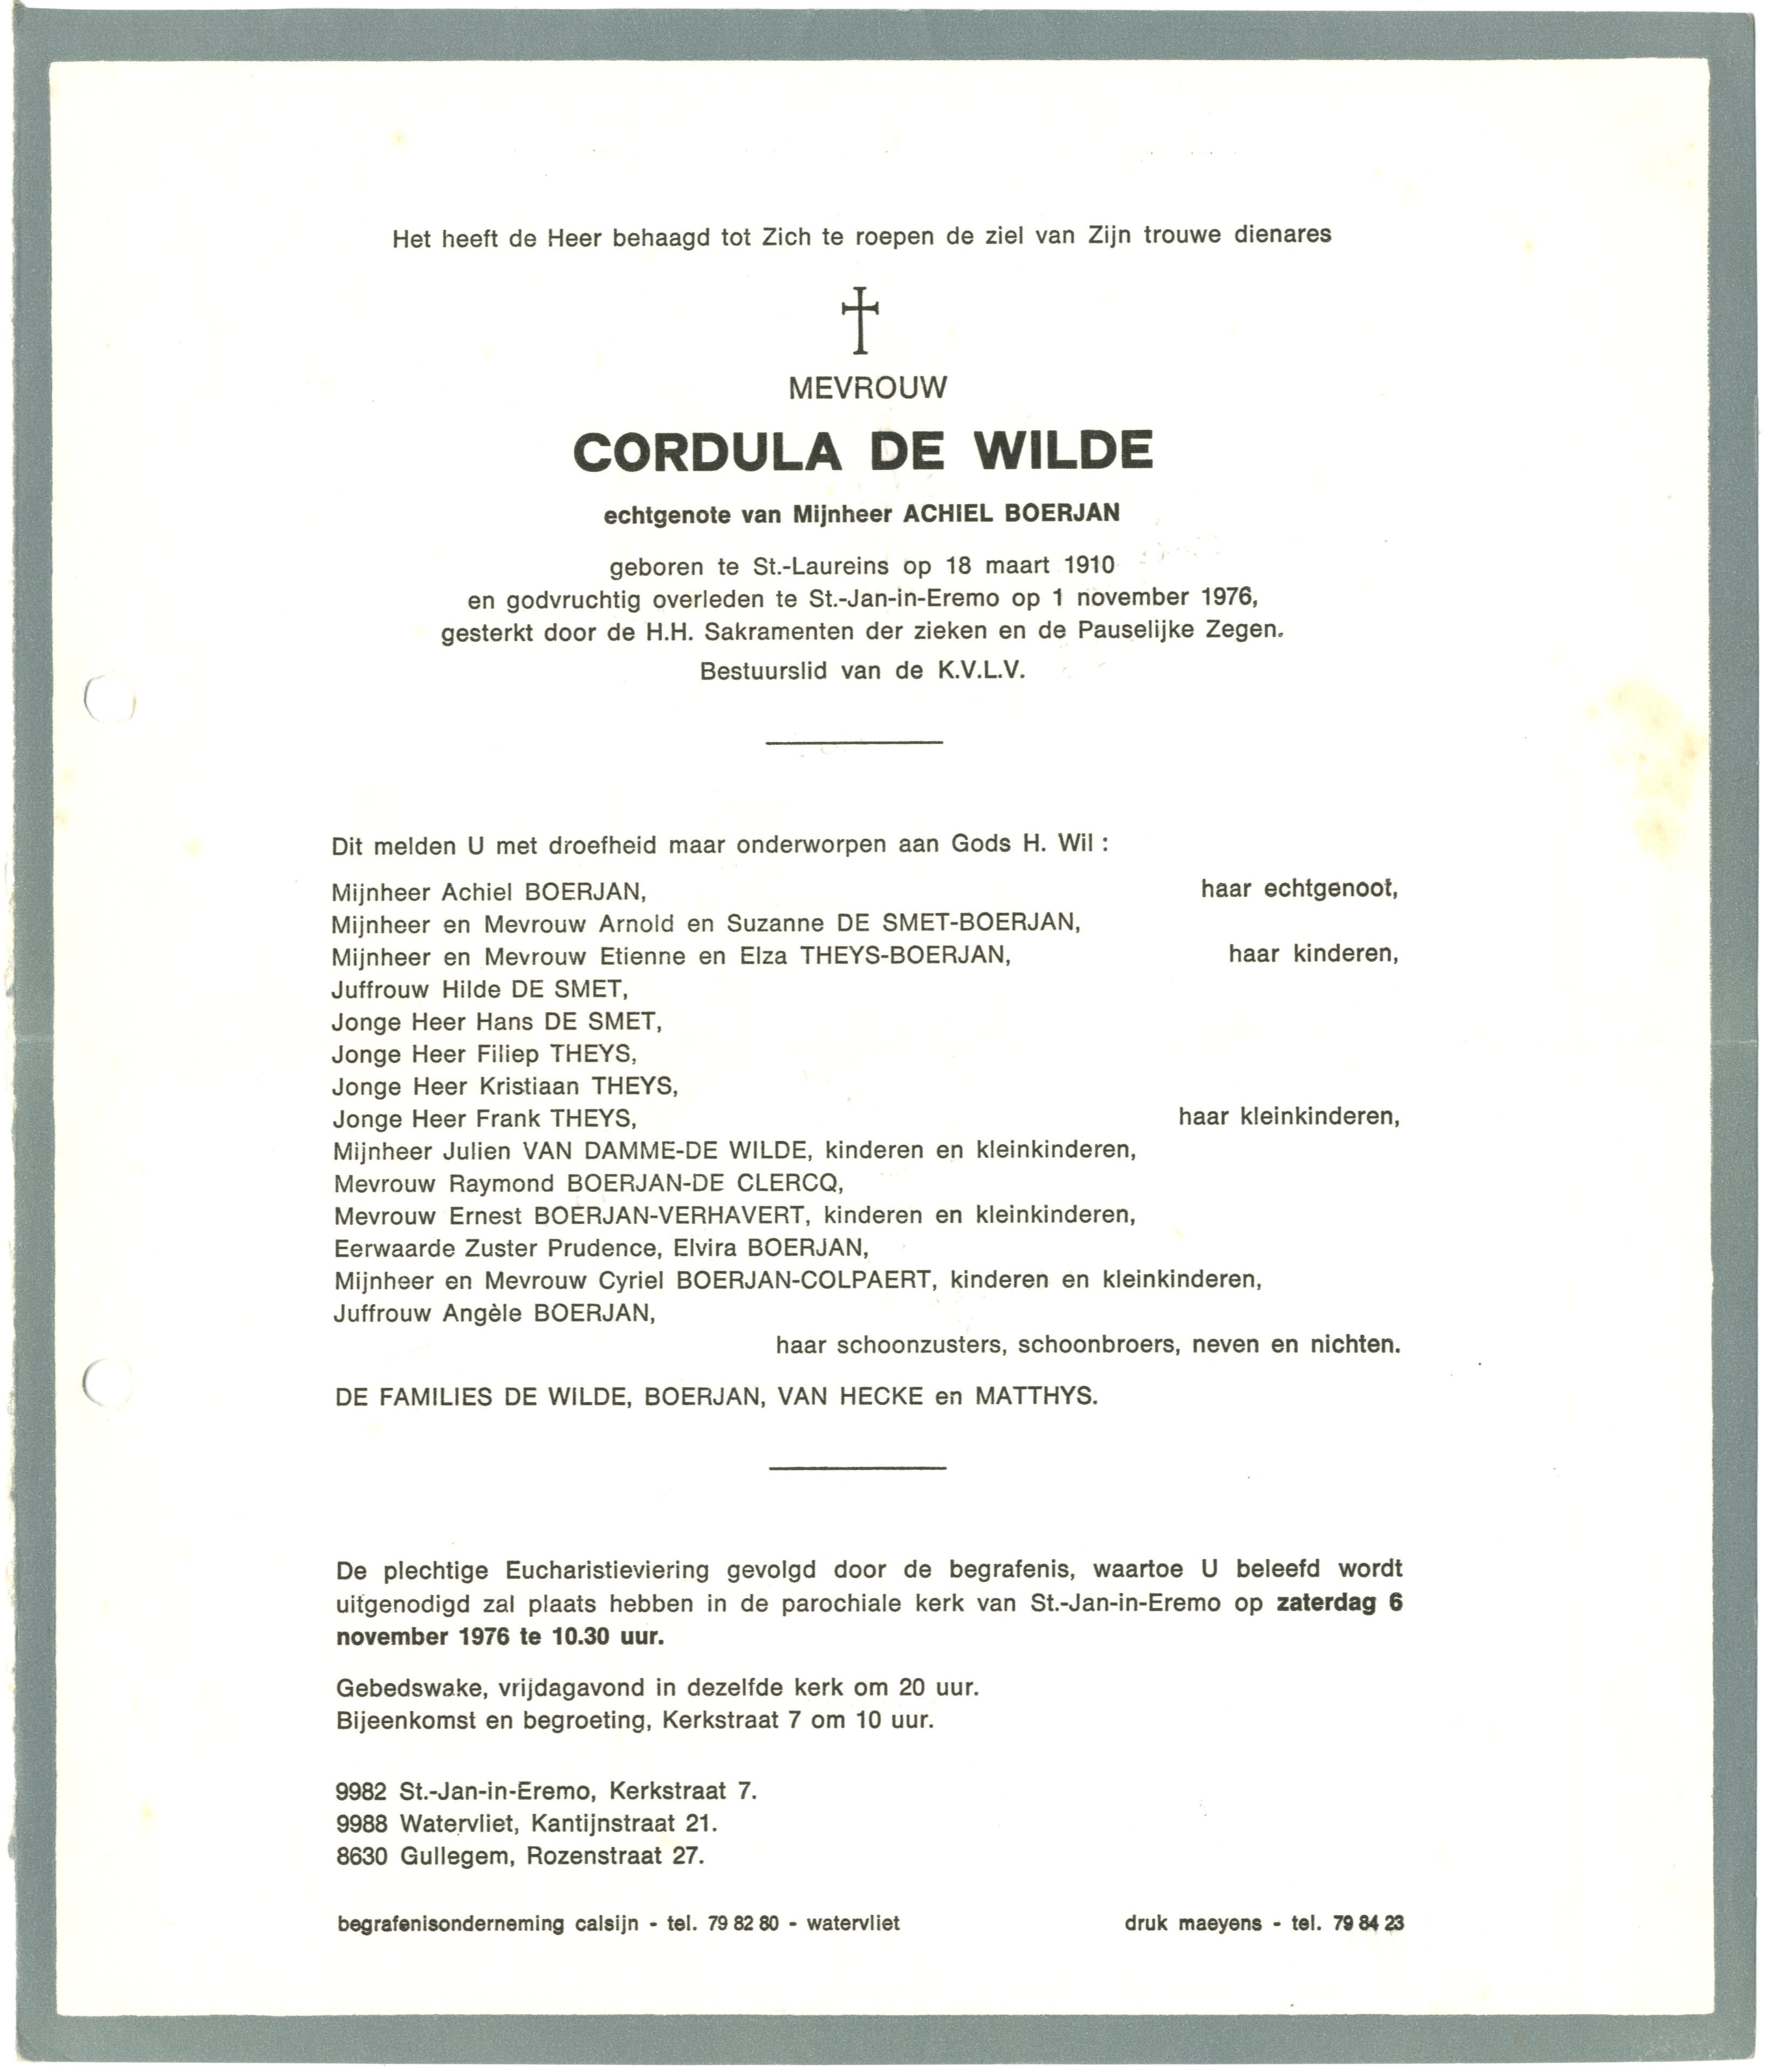 Het heeft de Heer behaagd tot Zich te roepen de ziel van Zijn trouwe dienares
MEVROUW
CORDULA DE WILDE
echtgenote van Mijnheer ACHIEL BOERJAN
geboren te St.-Laureins op 18 maart 1910
en godvruchtig overleden te St.-Jan-in-Eremo op 1 november 1976,
gesterkt door de H.H. Sakramenten der zieken en de Pauselijke Zegen.
Bestuurslid van de K.V.L.V.
Dit melden U met droefheid maar onderworpen aan Gods H. Wil :
Mijnheer Achiel BOERJAN, haar echtgenoot,
Mijnheer en Mevrouw Arnold en Suzanne DE SMET-BOERJAN,
Mijnheer en Mevrouw Etienne en Elza THEYS-BOERJAN, haar kinderen,
Juffrouw Hilde DE SMET,
Jonge Heer Hans DE SMET,
Jonge Heer Filiep THEYS,
Jonge Heer Kristiaan THEYS,
Jonge Heer Frank THEYS, haar kleinkinderen,
Mijnheer Julien VAN DAMME-DE WILDE, kinderen en kleinkinderen,
Mevrouw Raymond BOERJAN-DE CLERCQ,
Mevrouw Ernest BOERJAN-VERHAVERT, kinderen en kleinkinderen,
Eerwaarde Zuster Prudence, Elvira BOERJAN,
Mijnheer en Mevrouw Cyriel BOERJAN-COLPAERT, kinderen en kleinkinderen,
Juffrouw Angèle BOERJAN,
haar schoonzusters, schoonbroers, neven en nichten.
DE FAMILIES DE WILDE, BOERJAN, VAN HECKE en MATTHYS.
De plechtige Eucharistieviering gevolgd door de begrafenis, waartoe U beleefd wordt
uitgenodigd zal plaats hebben in de parochiale kerk van St.-Jan-in-Eremo op zaterdag 6
november 1976 te 10.30 uur.
Gebedswake, vrijdagavond in dezelfde kerk om 20 uur.
Bijeenkomst en begroeting, Kerkstraat 7 om 10 uur.
9982 St.-Jan-in-Eremo, Kerkstraat 7.
9988 Watervliet, Kantijnstraat 21.
8630 Gullegem, Rozenstraat 27.
begrafenisonderneming calsijn - tel. 79 82 80 - watervliet druk maeyens - tel. 79 84 23